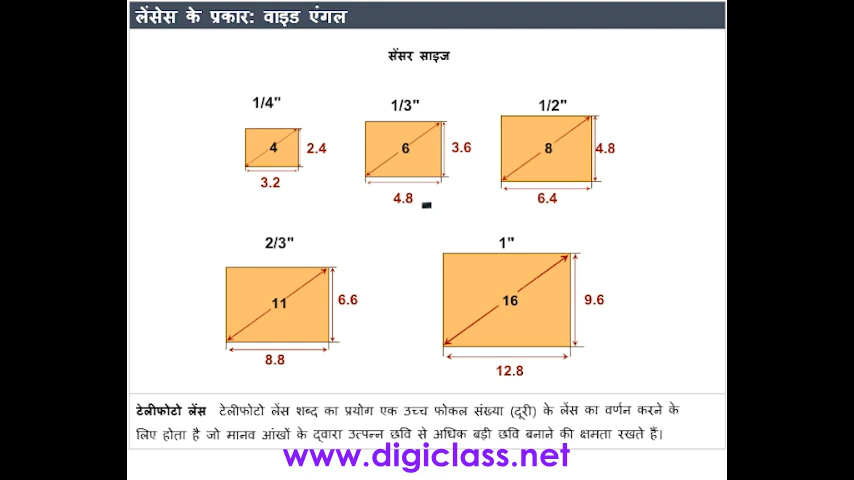 लेंसेस के प्रकार: वाइड एंगल
सेंसर साइज
1/4" 1/3" 1/2"
4 2.4 6 3.6 8 4.8
3.2 4.8 6.4
2/3" 1"
11 6.6 16 9.6
8.8 12.8
टेलीफोटो लेंस टेलीफोटो लेंस शब्द का प्रयोग एक उच्च फोकल संख्या (दूरी) के लेंस का वर्णन करने के
लिए होता है जो मानव आंखों के द्वारा उत्पन्न छवि से अधिक बड़ी छवि बनाने की क्षमता रखते हैं।
www.digiclass.net